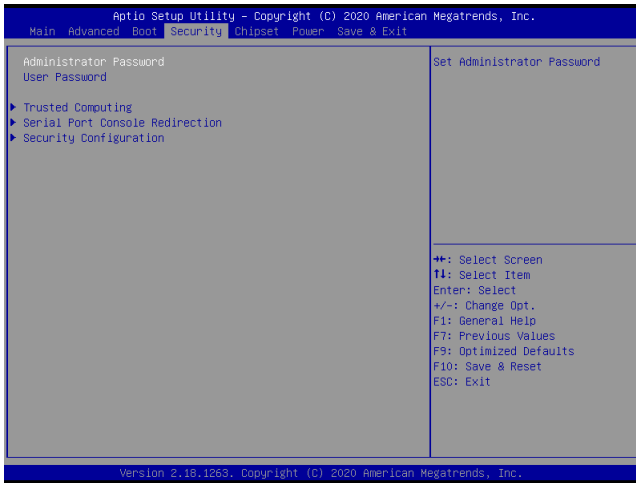 Aptio Setup Utility – Copyright (C) 2020 American Megatrends, Inc.
Main Advanced Boot Security Chipset Power Save & Exit
Administrator Password
User Password
Trusted Computing
Serial Port Console Redirection
Security Configuration
Set Administrator Password
→←: Select Screen
↑↓: Select Item
Enter: Select
+/-: Change Opt.
F1: General Help
F7: Previous Values
F9: Optimized Defaults
F10: Save & Reset
ESC: Exit
Version 2.18.1263. Copyright (C) 2020 American Megatrends, Inc.